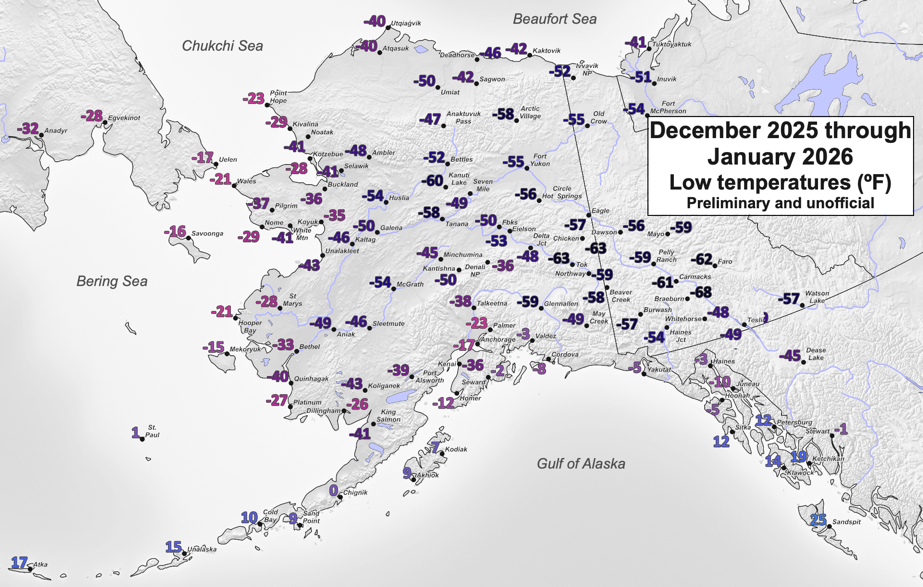 December 2025 through
January 2026
Low temperatures (ºF)
Preliminary and unofficial
Chukchi Sea
Beaufort Sea
Bering Sea
Gulf of Alaska
-40 Utqiaġvik
-40 Atqasuk
Deadhorse -46
-42 Kaktovik
-41 Tuktoyaktuk
-52 Ivvavik
NP
-51 Inuvik
-50 Umiat
-42 Sagwon
-23 Point
Hope
-28 Egvekinot
-32 Anadyr
-29 Kivalina
-41 Noatak
-47 Anaktuvuk
Pass
-58 Arctic
Village
-55 Old
Crow
-54 Fort
McPherson
-17 Uelen
-21 Wales
-28 Kotzebue
-41 Selawik
-48 Ambler
-52 Bettles
-55 Fort
Yukon
-36 Buckland
-60 Kanuti
Lake
-49 Seven
Mile
-56 Circle
Hot Springs
-54 Huslia
-37 Pilgrim
-35 Koyuk
-29 Nome
-41 White
Mtn
-16 Savoonga
-58 Tanana
-50 Fbks
-53 Eielson
-57 Eagle
-56 Dawson
-59 Mayo
-50 Galena
-46 Kaltag
-43 Unalakleet
-48 Delta
Jct
-63 Chicken
-63 Tok
-59 Northway
-59 Pelly
Ranch
-62 Faro
-45 Minchumina
-50 Kantishna
-36 Denali
NP
-54 McGrath
-61 Carmacks
-58 Beaver
Creek
-68 Braeburn
-57 Watson
Lake
-28 St
Marys
-21 Hooper
Bay
-38 Talkeetna
-59 Glennallen
-49 May
Creek
-57 Burwash
-48 Whitehorse
-49 Teslin
-54 Haines
Jct
-49 Aniak
-46 Sleetmute
-23 Palmer
-17 Anchorage
-3 Valdez
-15 Mekoryuk
-33 Bethel
-36 Kenai
-2 Seward
-8 Cordova
-5 Yakutat
-3 Haines
-45 Dease
Lake
-40 Quinhagak
-43 Koliganok
-39 Port
Alsworth
-12 Homer
-10 Juneau
-5 Hoonah
-27 Platinum
-26 Dillingham
-41 King
Salmon
12 Sitka
12 Petersburg
-1 Stewart
1 St.
Paul
7 Kodiak
9 Akhiok
14 Klawock
19 Ketchikan
0 Chignik
10 Cold
Bay
9 Sand
Point
25 Sandspit
15 Unalaska
17 Atka